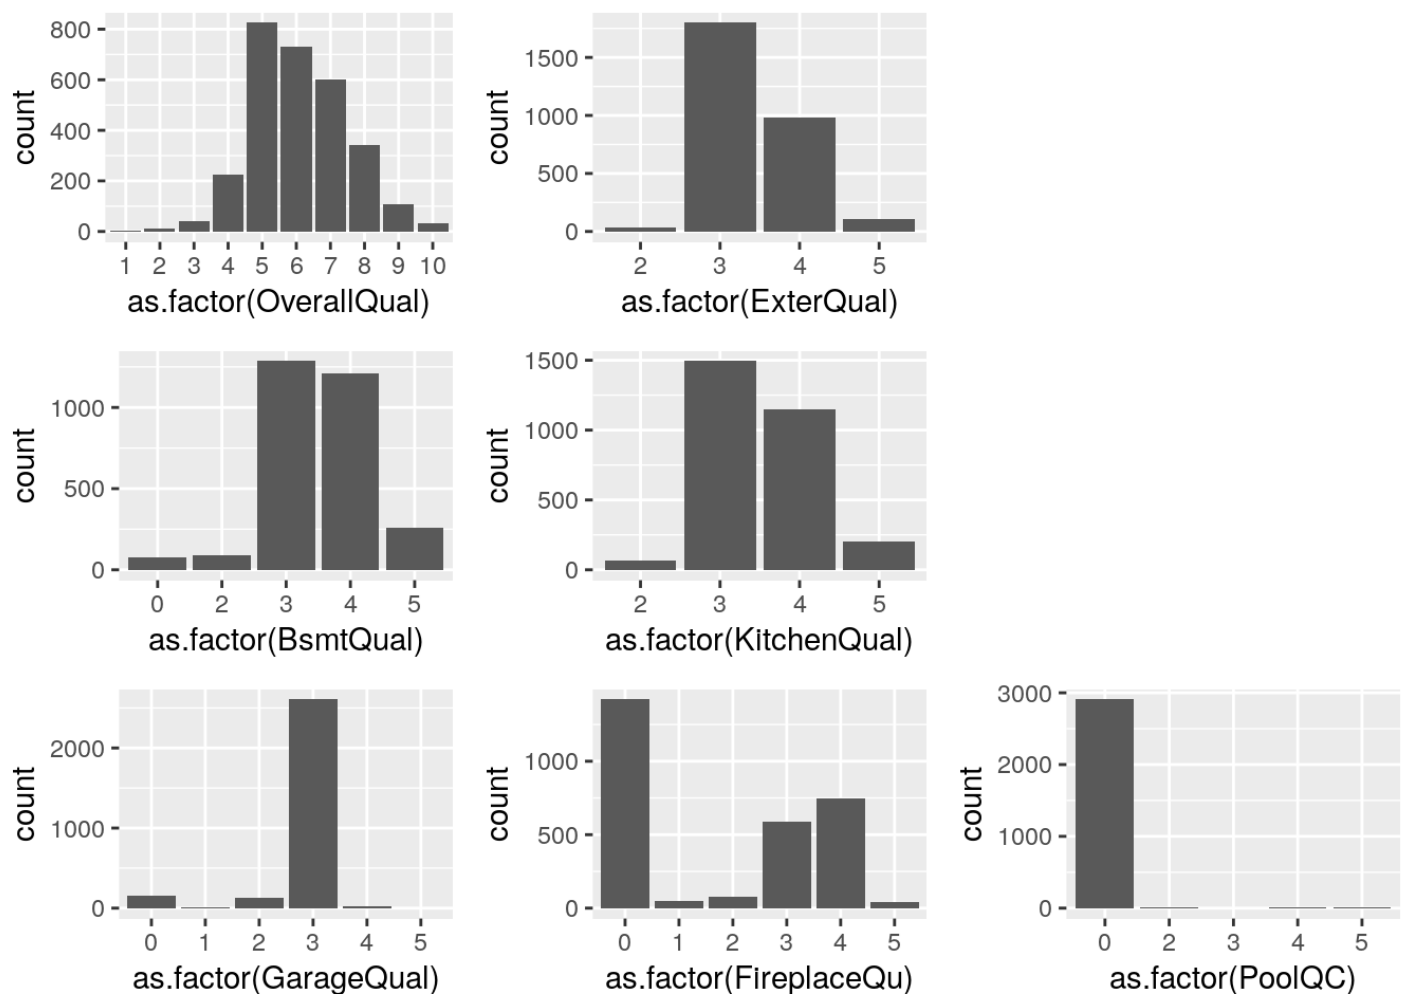 count
800
600
400
200
0
1 2 3 4 5 6 7 8 9 10
as.factor(OverallQual)
count
1500
1000
500
0
2 3 4 5
as.factor(ExterQual)
count
1000
500
0
0 2 3 4 5
as.factor(BsmtQual)
count
1500
1000
500
0
2 3 4 5
as.factor(KitchenQual)
count
2000
1000
0
0 1 2 3 4 5
as.factor(GarageQual)
count
1000
500
0
0 1 2 3 4 5
as.factor(FireplaceQu)
count
3000
2000
1000
0
0 2 3 4 5
as.factor(PoolQC)